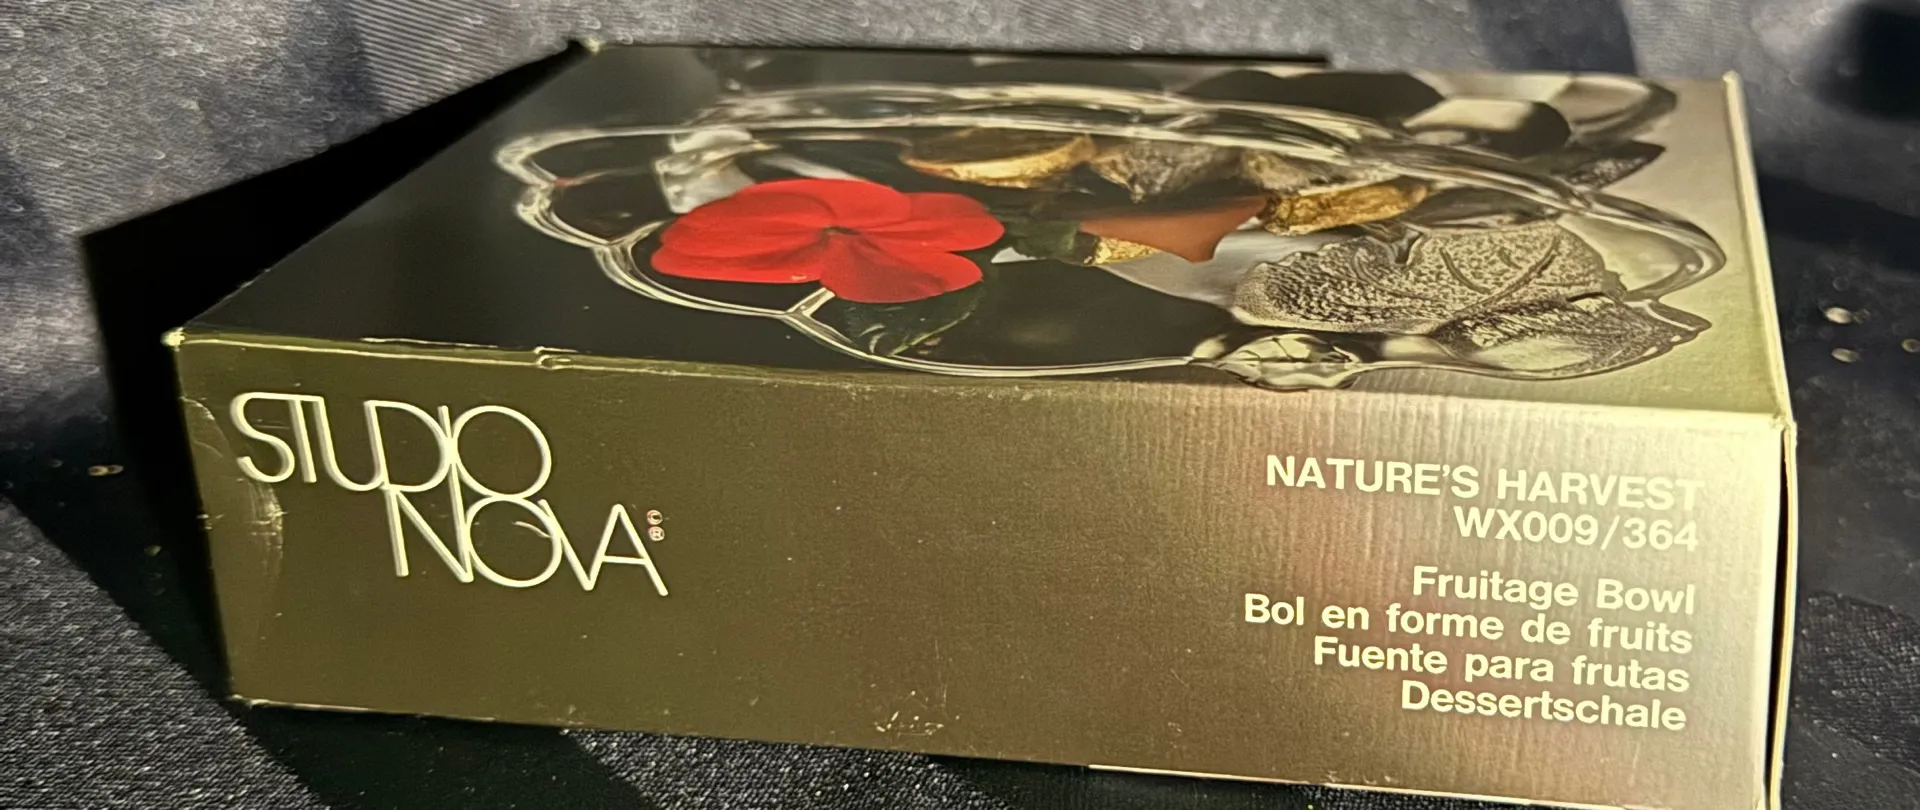 STUDIO
NOVA ©
®
NATURE'S HARVEST
WX009/364
Fruitage Bowl
Bol en forme de fruits
Fuente para frutas
Dessertschale